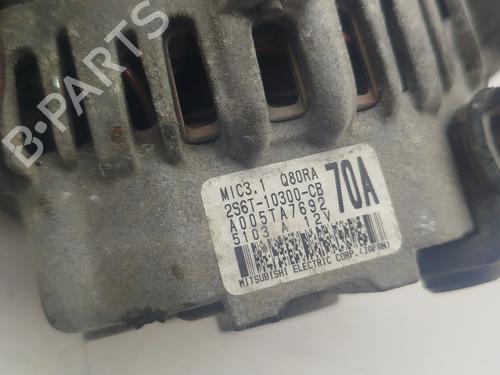 B-PARTS
MIC3.1 Q80RA
2S6T-10300-CB
A005TA7692
5103 A 12V
70A
MITSUBISHI ELECTRIC CORP.(JAPAN)